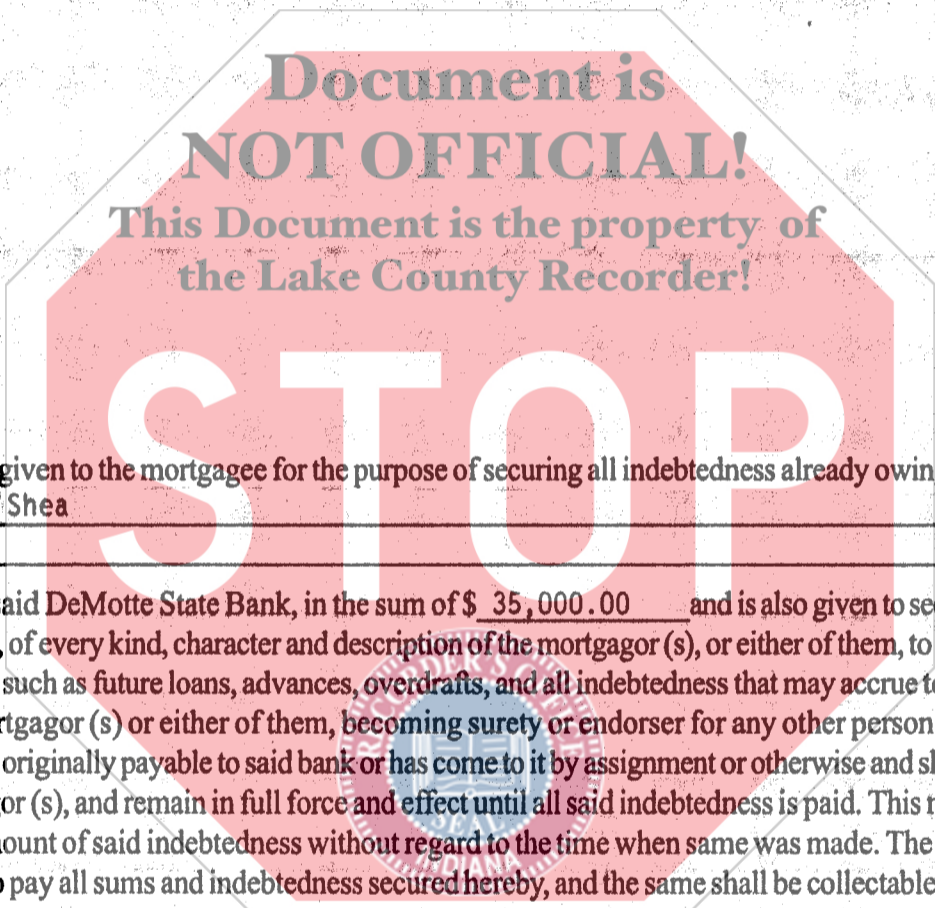 Document is
NOT OFFICIAL!
This Document is the property of
the Lake County Recorder!
STOP
given to the mortgagee for the purpose of securing all indebtedness already owin
Shea
aid DeMotte State Bank, in the sum of $ 35,000.00 and is also given to se
of every kind, character and description of the mortgagor (s), or either of them, to
such as future loans, advances, overdrafts, and all indebtedness that may accrue t
rtgagor (s) or either of them, becoming surety or endorser for any other person
originally payable to said bank or has come to it by assignment or otherwise and sl
or (s), and remain in full force and effect until all said indebtedness is paid. This
ount of said indebtedness without regard to the time when same was made. The
pay all sums and indebtedness secured hereby, and the same shall be collectable
RECORDER'S OFFICE
SEAL
INDIANA